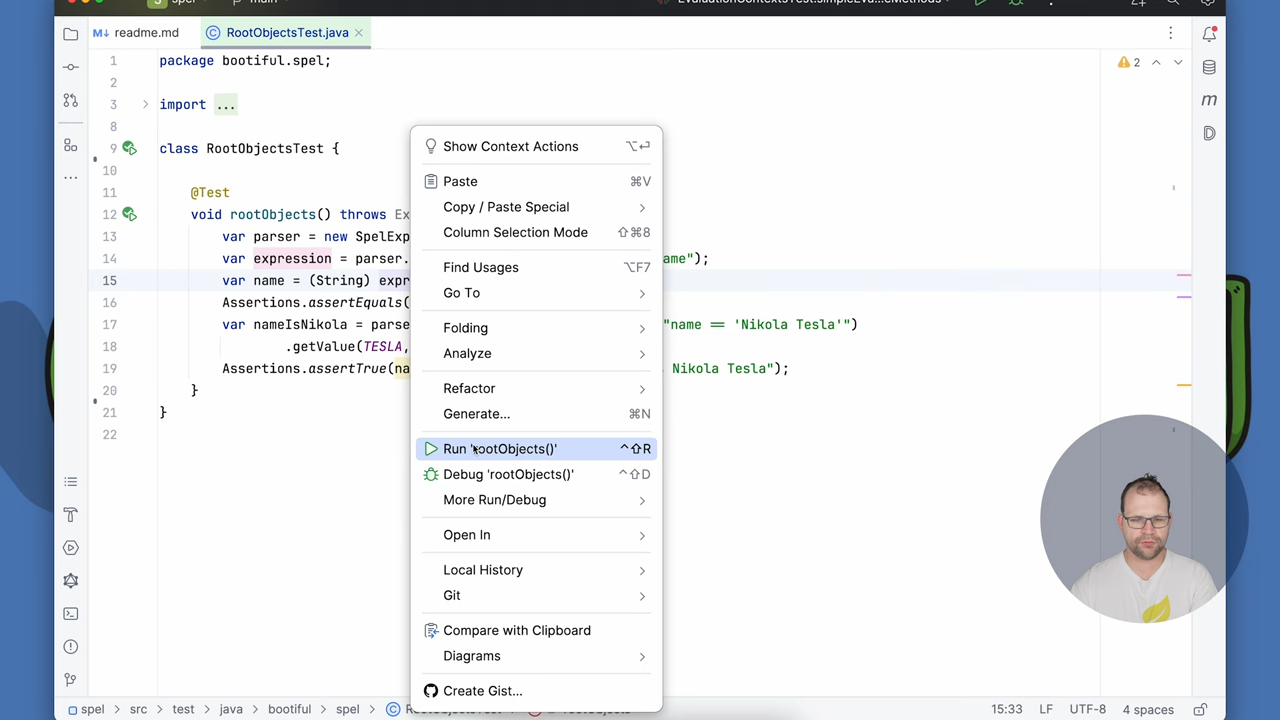 spel
main
EvaluationContextsTest.simpleEva...eMethods
readme.md
RootObjectsTest.java
1 package bootiful.spel;
2
3 import ...
8
9 class RootObjectsTest {
10
11 @Test
12 void rootObjects() throws Ex
13 var parser = new SpelExp
14 var expression = parser. ame");
15 var name = (String) expr
16 Assertions.assertEquals(
17 var nameIsNikola = parse "name == 'Nikola Tesla'")
18 .getValue(TESLA,
19 Assertions.assertTrue(na Nikola Tesla");
20 }
21 }
22
2
Show Context Actions ⌥⏎
Paste ⌘V
Copy / Paste Special
Column Selection Mode ⇧⌘8
Find Usages ⌥F7
Go To
Folding
Analyze
Refactor
Generate... ⌘N
Run 'rootObjects()' ^⇧R
Debug 'rootObjects()' ^⇧D
More Run/Debug
Open In
Local History
Git
Compare with Clipboard
Diagrams
Create Gist...
spel > src > test > java > bootiful > spel >
15:33 LF UTF-8 4 spaces